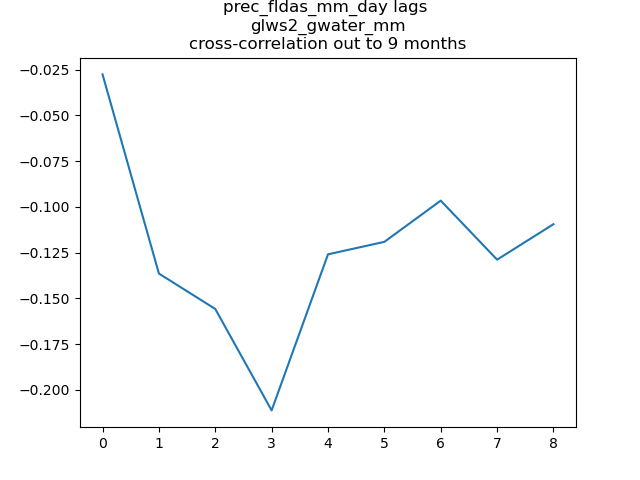 prec_fldas_mm_day lags
glws2_gwater_mm
cross-correlation out to 9 months
−0.025
−0.050
−0.075
−0.100
−0.125
−0.150
−0.175
−0.200
0 1 2 3 4 5 6 7 8